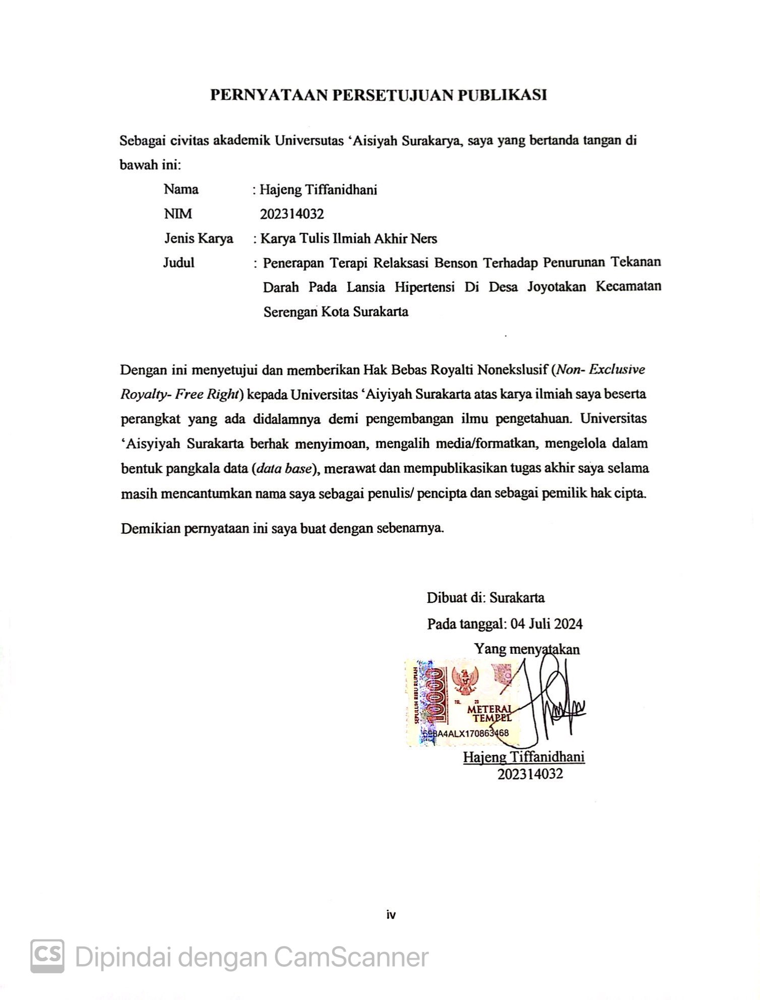 PERNYATAAN PERSETUJUAN PUBLIKASI
Sebagai civitas akademik Universutas ‘Aisiyah Surakarya, saya yang bertanda tangan di
bawah ini:
Nama : Hajeng Tiffanidhani
NIM 202314032
Jenis Karya : Karya Tulis Ilmiah Akhir Ners
Judul : Penerapan Terapi Relaksasi Benson Terhadap Penurunan Tekanan
Darah Pada Lansia Hipertensi Di Desa Joyotakan Kecamatan
Serengan Kota Surakarta
Dengan ini menyetujui dan memberikan Hak Bebas Royalti Nonekslusif (Non- Exclusive
Royalty- Free Right) kepada Universitas ‘Aiyiyah Surakarta atas karya ilmiah saya beserta
perangkat yang ada didalamnya demi pengembangan ilmu pengetahuan. Universitas
‘Aisyiyah Surakarta berhak menyimoan, mengalih media/formatkan, mengelola dalam
bentuk pangkala data (data base), merawat dan mempublikasikan tugas akhir saya selama
masih mencantumkan nama saya sebagai penulis/ pencipta dan sebagai pemilik hak cipta.
Demikian pernyataan ini saya buat dengan sebenarnya.
Dibuat di: Surakarta
Pada tanggal: 04 Juli 2024
Yang menyatakan
SEPULUH RIBU RUPIAH
10000
TGL. 20
METERAI
TEMPEL
698A4ALX170863468
Hajeng Tiffanidhani
202314032
iv
CS Dipindai dengan CamScanner